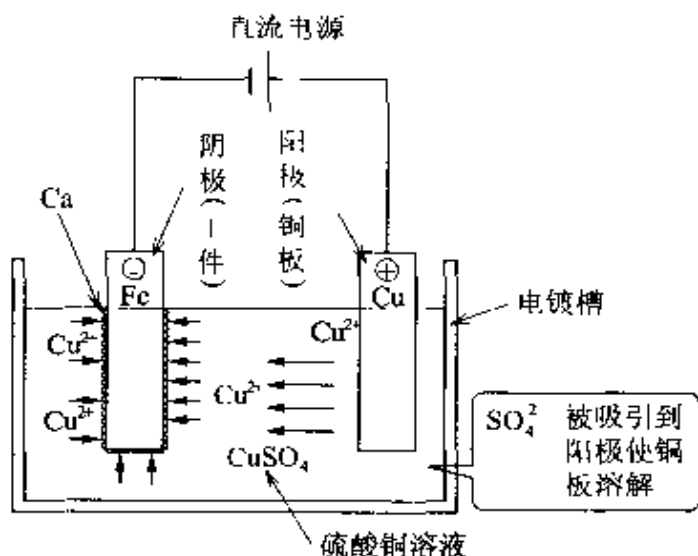 直流电源
阴极(工件)
阳极(铜板)
Ca
⊖
Fe
⊕
Cu
电镀槽
Cu²⁺
Cu²⁺
Cu²⁺
Cu²⁺
CuSO₄
SO₄² 被吸引到
阳极使铜
板溶解
硫酸铜溶液